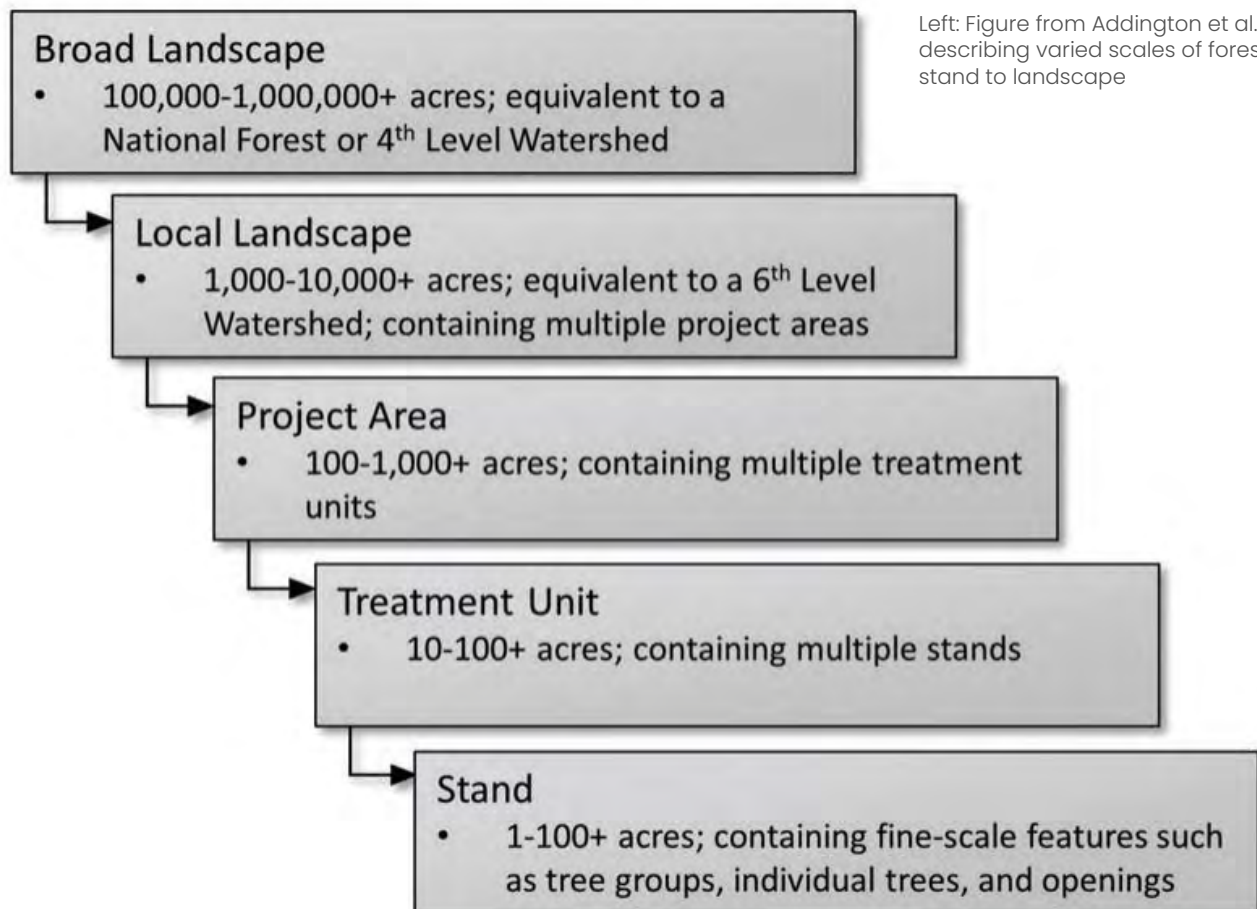 Left: Figure from Addington et al.
describing varied scales of fores
stand to landscape
Broad Landscape
• 100,000-1,000,000+ acres; equivalent to a
National Forest or 4th Level Watershed
Local Landscape
• 1,000-10,000+ acres; equivalent to a 6th Level
Watershed; containing multiple project areas
Project Area
• 100-1,000+ acres; containing multiple treatment
units
Treatment Unit
• 10-100+ acres; containing multiple stands
Stand
• 1-100+ acres; containing fine-scale features such
as tree groups, individual trees, and openings